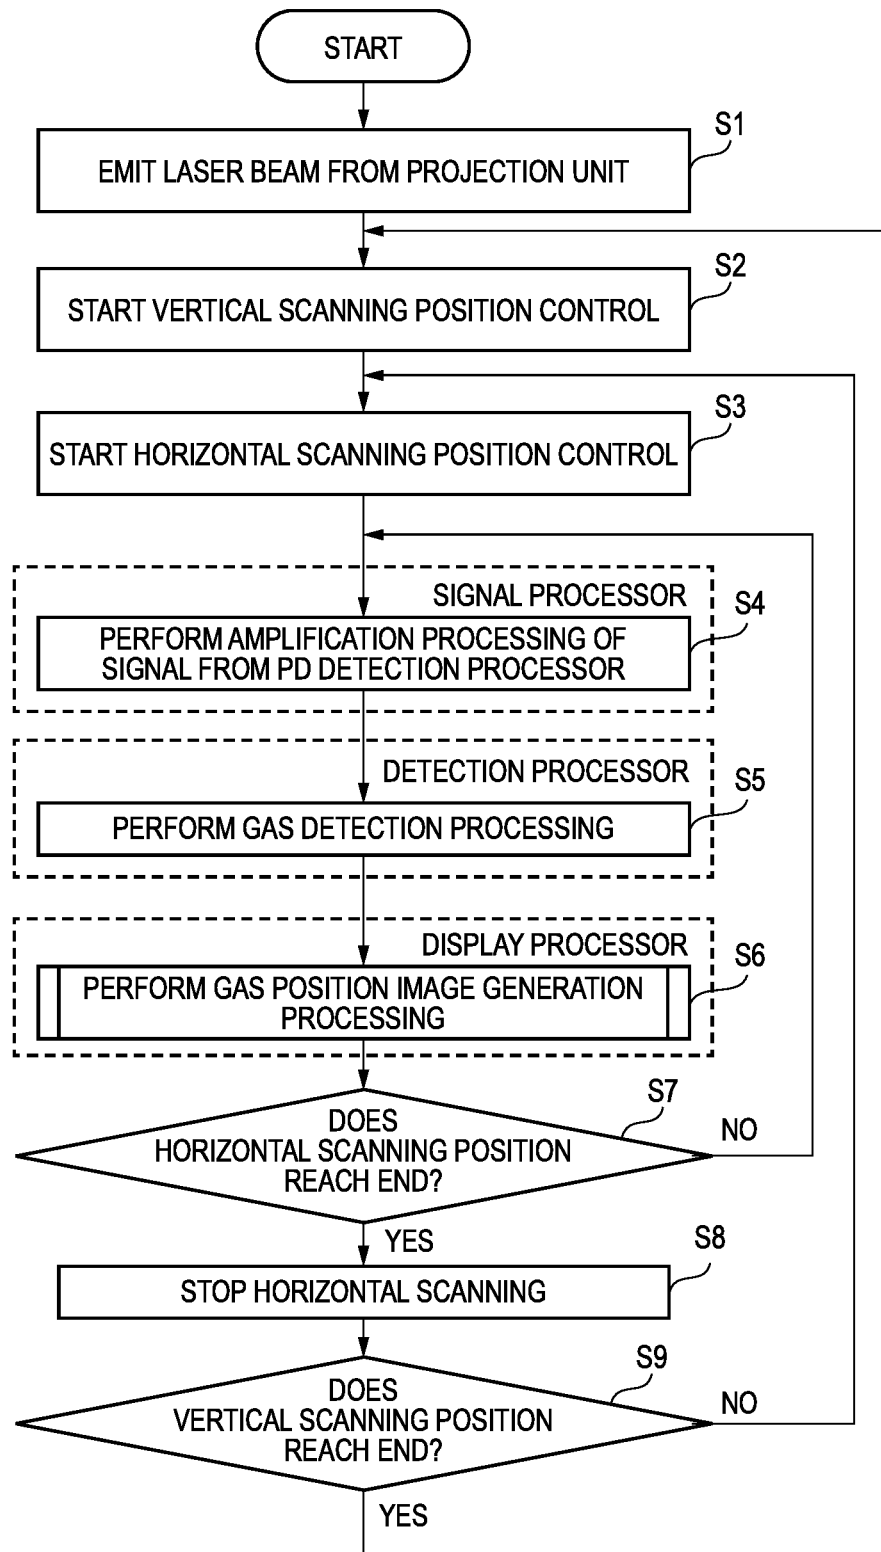 START
S1
EMIT LASER BEAM FROM PROJECTION UNIT
S2
START VERTICAL SCANNING POSITION CONTROL
S3
START HORIZONTAL SCANNING POSITION CONTROL
SIGNAL PROCESSOR
S4
PERFORM AMPLIFICATION PROCESSING OF
SIGNAL FROM PD DETECTION PROCESSOR
DETECTION PROCESSOR
S5
PERFORM GAS DETECTION PROCESSING
DISPLAY PROCESSOR
S6
PERFORM GAS POSITION IMAGE GENERATION
PROCESSING
S7
DOES
HORIZONTAL SCANNING POSITION
REACH END?
NO
YES
S8
STOP HORIZONTAL SCANNING
S9
DOES
VERTICAL SCANNING POSITION
REACH END?
NO
YES